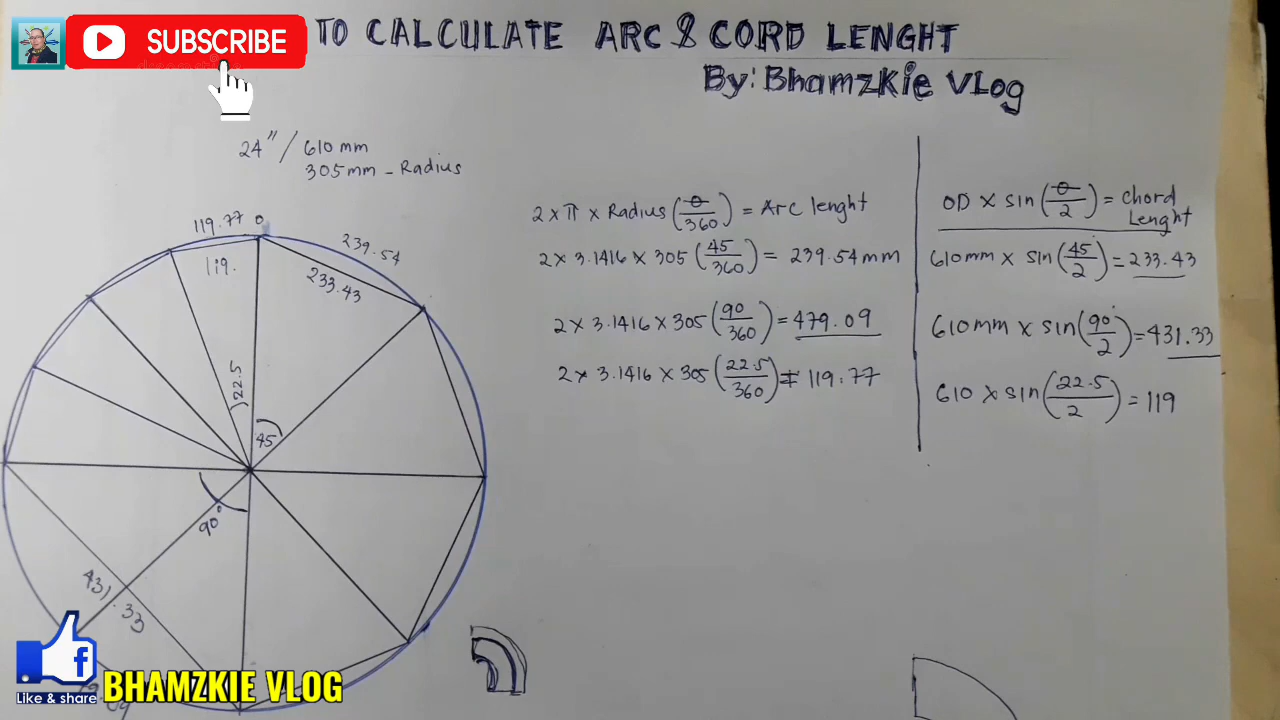 SUBSCRIBE
TO CALCULATE ARC & CORD LENGHT
By: Bhamzkie VLog
24" / 610 mm
305mm - Radius
119.77 0
119.
239.54
233.43
22.5
45
90°
431.33
2 x π x Radius (θ/360) = Arc lenght
2 x 3.1416 x 305 (45/360) = 239.54mm
2 x 3.1416 x 305 (90/360) = 479.09
2 x 3.1416 x 305 (22.5/360) = 119.77
OD x sin (θ/2) = Chord
Lenght
610mm x sin (45/2) = 233.43
610mm x sin (90°/2) = 431.33
610 x sin (22.5/2) = 119
f
Like & share
BHAMZKIE VLOG